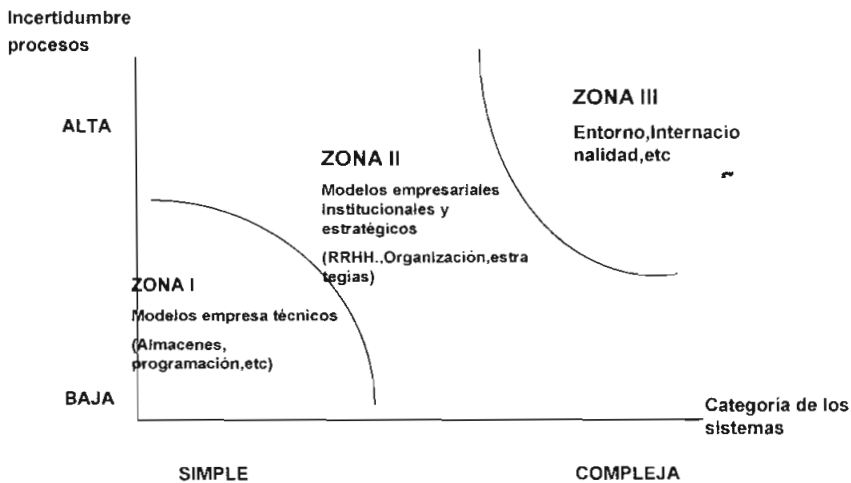 Incertidumbre
procesos
ALTA
ZONA III
Entorno,Internacio
nalidad,etc
ZONA II
Modelos empresariales
institucionales y
estratégicos
(RRHH.,Organización,estra
tegias)
ZONA I
Modelos empresa técnicos
(Almacenes,
programación,etc)
BAJA
Categoría de los
sistemas
SIMPLE
COMPLEJA